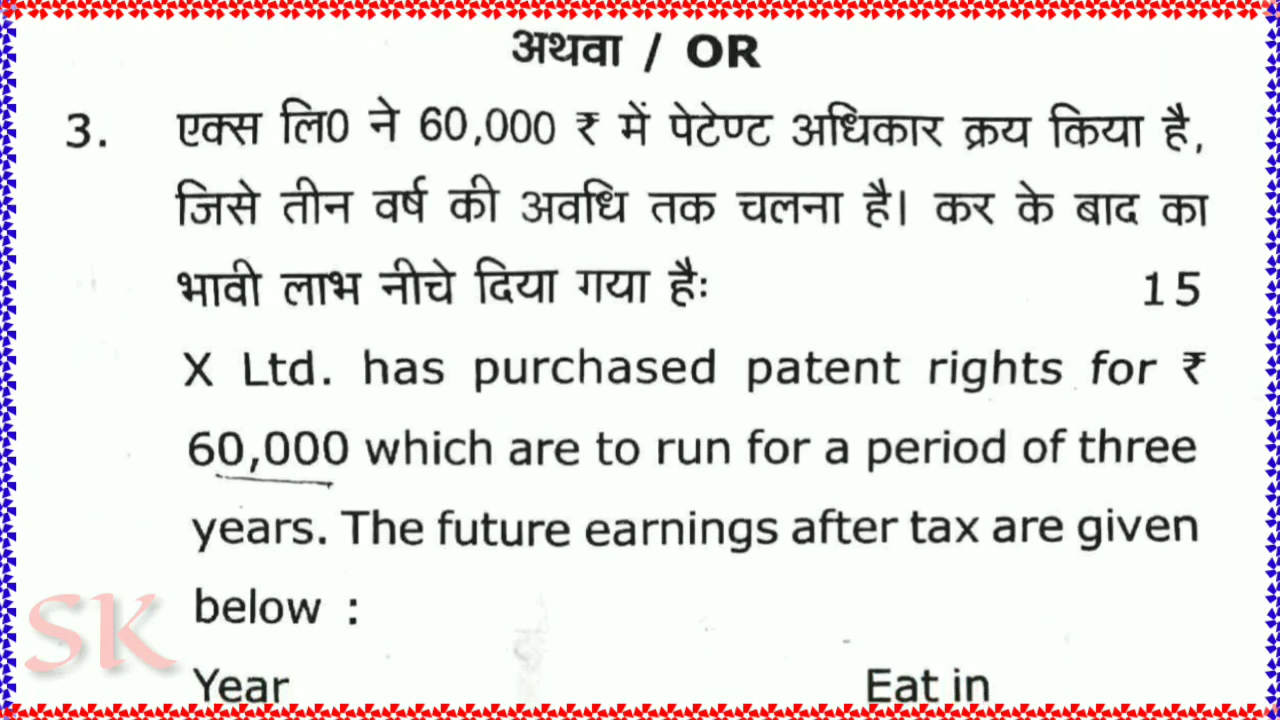 अथवा / OR
3. एक्स लि0 ने 60,000 ₹ में पेटेण्ट अधिकार क्रय किया है,
जिसे तीन वर्ष की अवधि तक चलना है। कर के बाद का
भावी लाभ नीचे दिया गया है: 15
X Ltd. has purchased patent rights for ₹
60,000 which are to run for a period of three
years. The future earnings after tax are given
below :
SK
Year Eat in